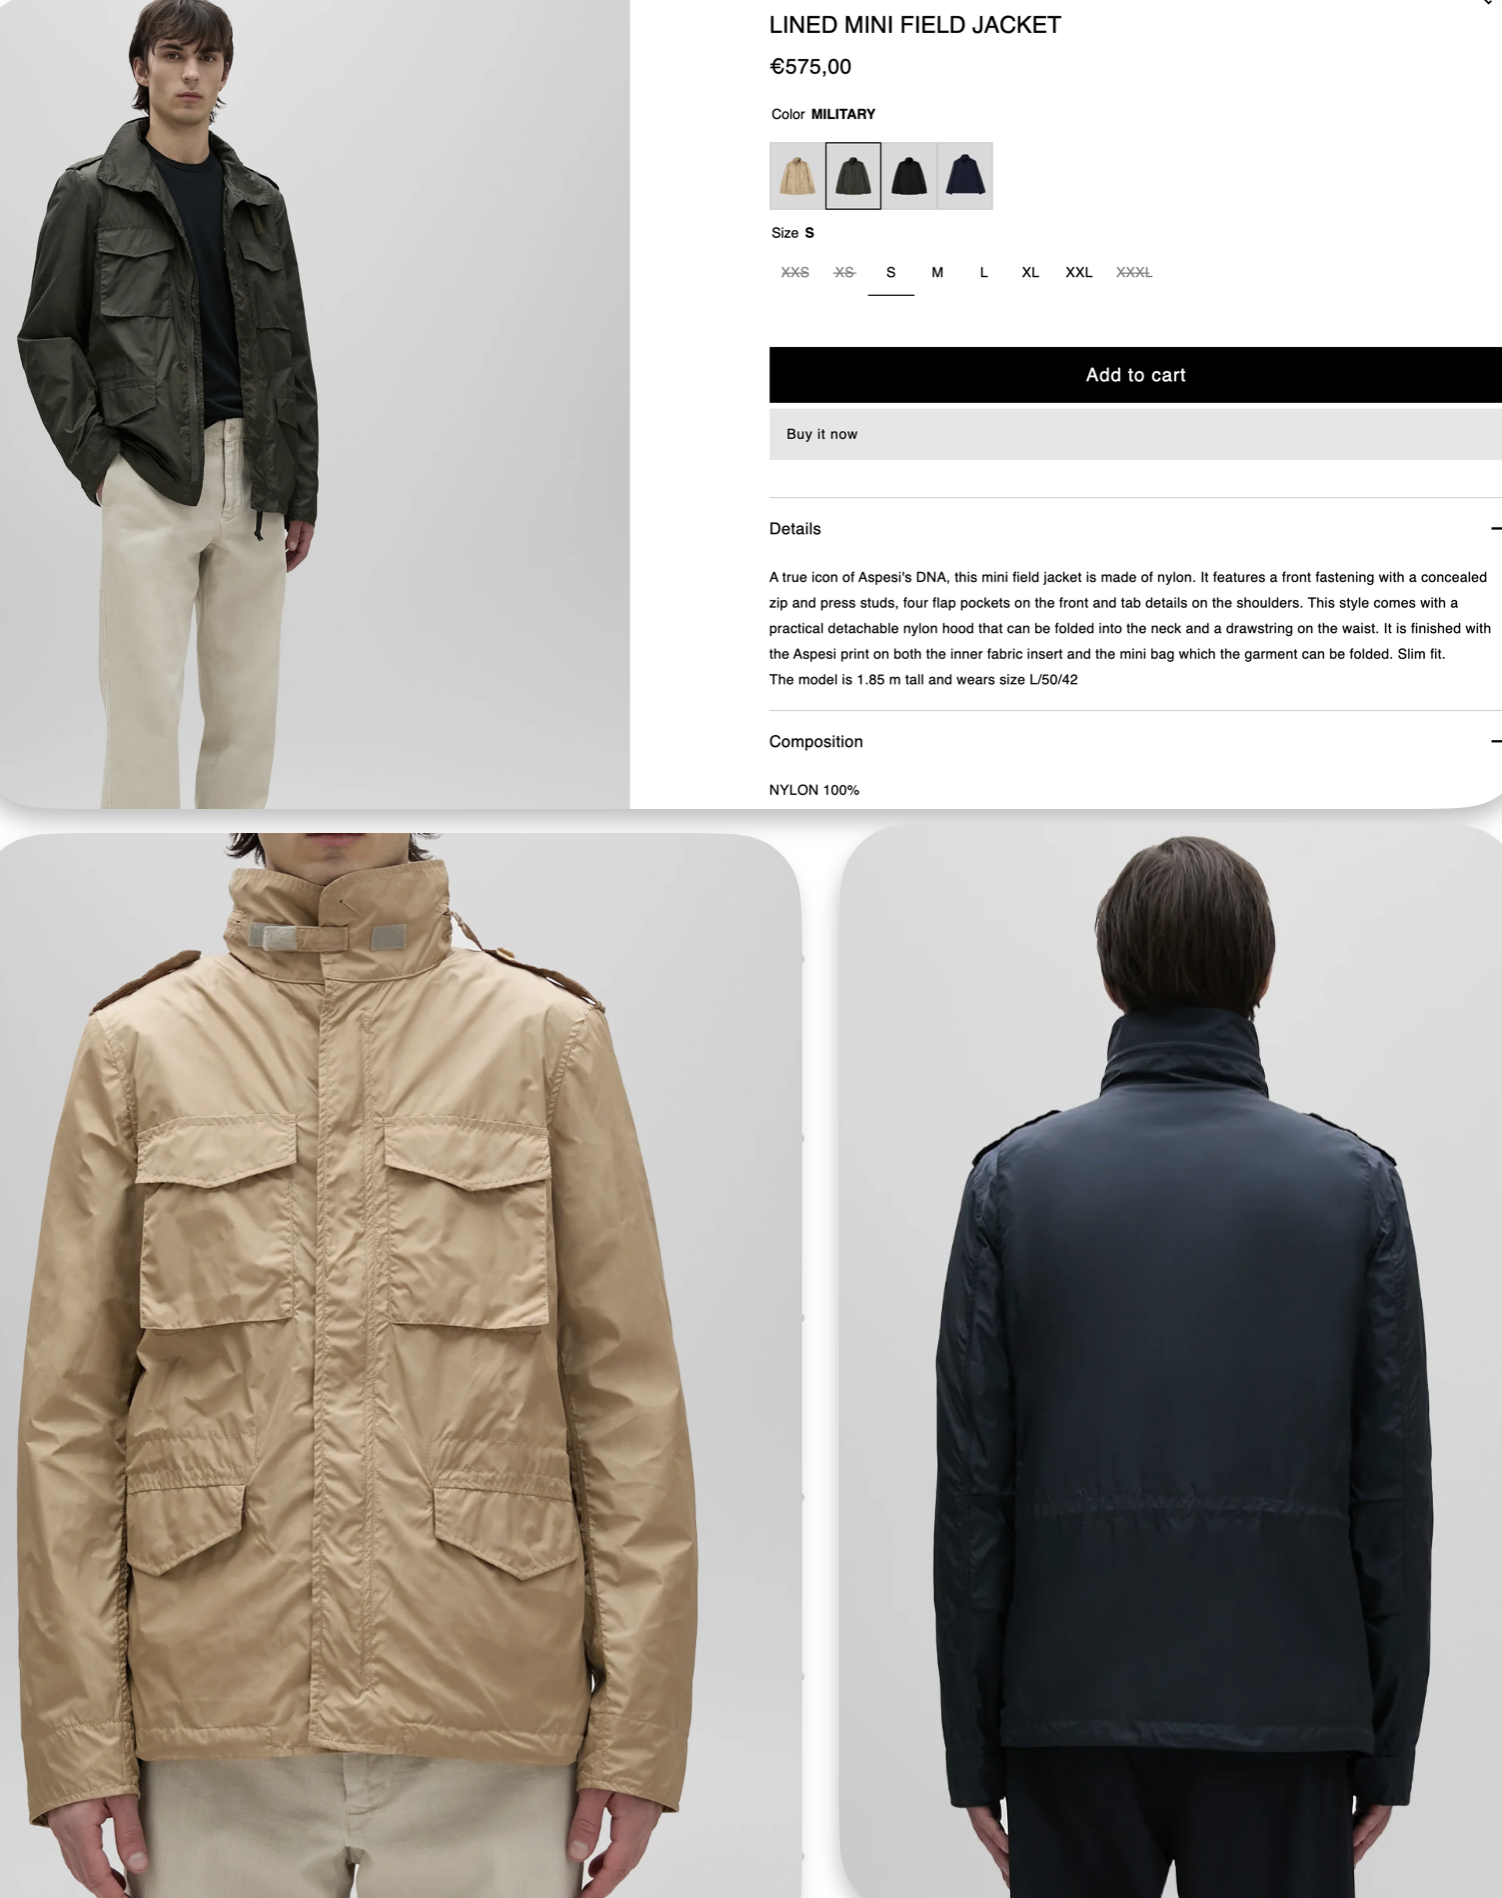 LINED MINI FIELD JACKET
€575,00
Color MILITARY
Size S
XXS XS S M L XL XXL XXXL
Add to cart
Buy it now
Details
A true icon of Aspesi's DNA, this mini field jacket is made of nylon. It features a front fastening with a concealed
zip and press studs, four flap pockets on the front and tab details on the shoulders. This style comes with a
practical detachable nylon hood that can be folded into the neck and a drawstring on the waist. It is finished with
the Aspesi print on both the inner fabric insert and the mini bag which the garment can be folded. Slim fit.
The model is 1.85 m tall and wears size L/50/42
Composition
NYLON 100%